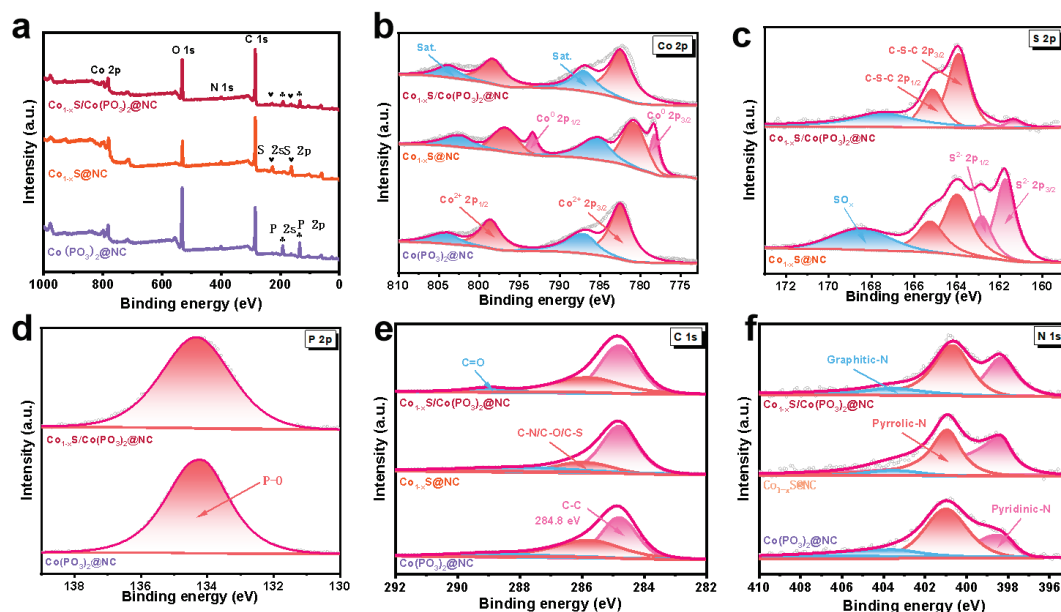 a
Intensity (a.u.)
O 1s
C 1s
Co 2p
N 1s
Co₁₋ₓS/Co(PO₃)₂@NC
S 2s
S 2p
Co₁₋ₓS@NC
P 2s
P 2p
Co(PO₃)₂@NC
1000 800 600 400 200 0
Binding energy (eV)
b
Intensity (a.u.)
Co 2p
Sat.
Sat.
Co₁₋ₓS/Co(PO₃)₂@NC
Co⁰ 2p₁/₂
Co⁰ 2p₃/₂
Co₁₋ₓS@NC
Co²⁺ 2p₁/₂
Co²⁺ 2p₃/₂
Co(PO₃)₂@NC
810 805 800 795 790 785 780 775
Binding energy (eV)
c
Intensity (a.u.)
S 2p
C-S-C 2p₃/₂
C-S-C 2p₁/₂
Co₁₋ₓS/Co(PO₃)₂@NC
S²⁻ 2p₁/₂
S²⁻ 2p₃/₂
SOₓ
Co₁₋ₓS@NC
172 170 168 166 164 162 160
Binding energy (eV)
d
Intensity (a.u.)
P 2p
Co₁₋ₓS/Co(PO₃)₂@NC
P-O
Co(PO₃)₂@NC
138 136 134 132 130
Binding energy (eV)
e
Intensity (a.u.)
C 1s
C=O
Co₁₋ₓS/Co(PO₃)₂@NC
C-N/C-O/C-S
Co₁₋ₓS@NC
C-C
284.8 eV
Co(PO₃)₂@NC
292 290 288 286 284 282
Binding energy (eV)
f
Intensity (a.u.)
N 1s
Graphitic-N
Co₁₋ₓS/Co(PO₃)₂@NC
Pyrrolic-N
Co₁₋ₓS@NC
Pyridinic-N
Co(PO₃)₂@NC
410 408 406 404 402 400 398 396
Binding energy (eV)